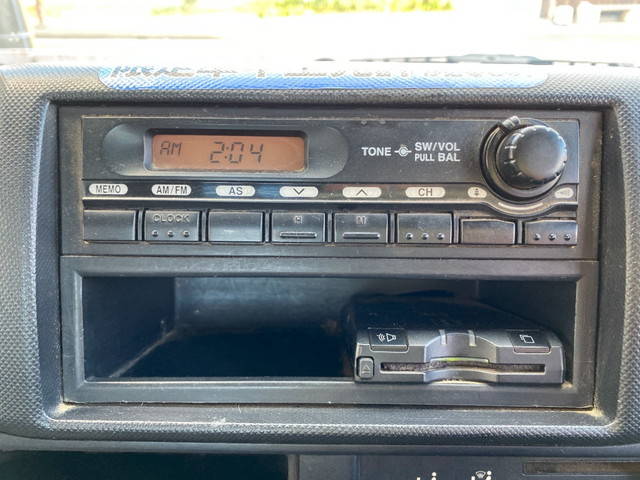 AM 2:04
TONE SW/VOL
PULL BAL
MEMO AM/FM AS CH
CLOCK H M